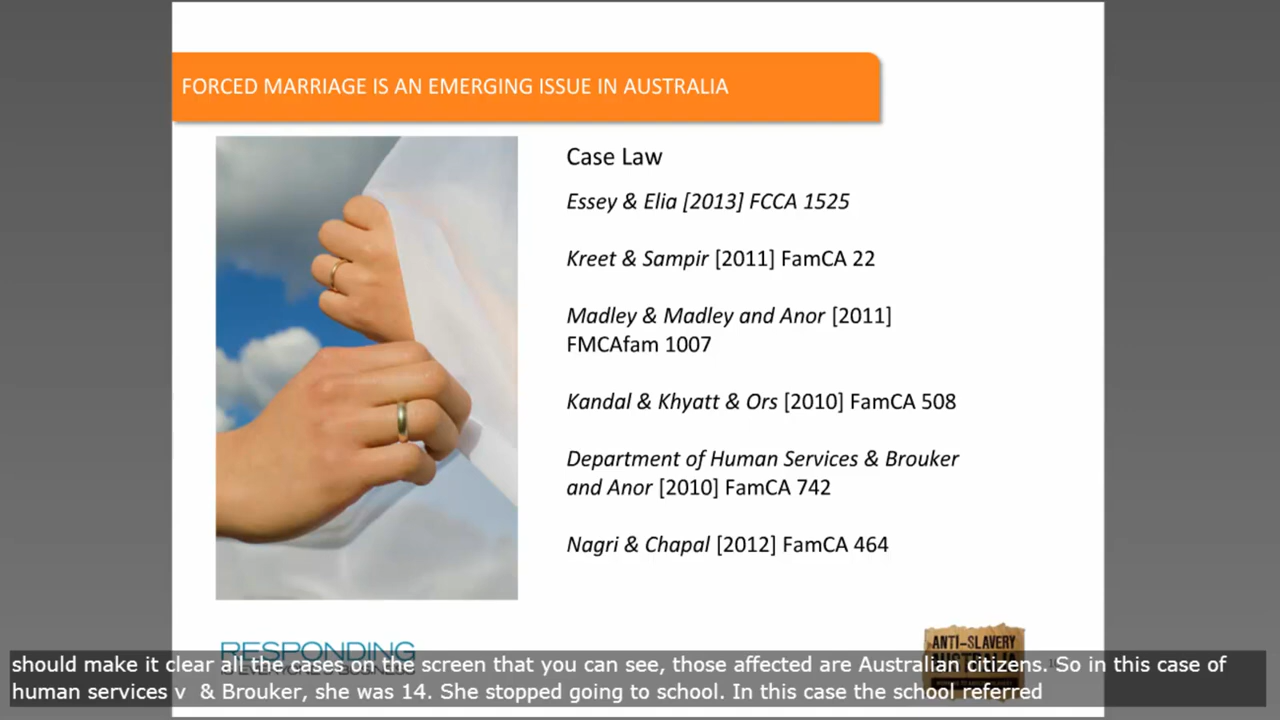 FORCED MARRIAGE IS AN EMERGING ISSUE IN AUSTRALIA
Case Law
Essey & Elia [2013] FCCA 1525
Kreet & Sampir [2011] FamCA 22
Madley & Madley and Anor [2011]
FMCAfam 1007
Kandal & Khyatt & Ors [2010] FamCA 508
Department of Human Services & Brouker
and Anor [2010] FamCA 742
Nagri & Chapal [2012] FamCA 464
RESPONDING
IS EVERYONE'S BUSINESS
ANTI-SLAVERY
AUSTRALIA
should make it clear all the cases on the screen that you can see, those affected are Australian citizens. So in this case of
human services v & Brouker, she was 14. She stopped going to school. In this case the school referred